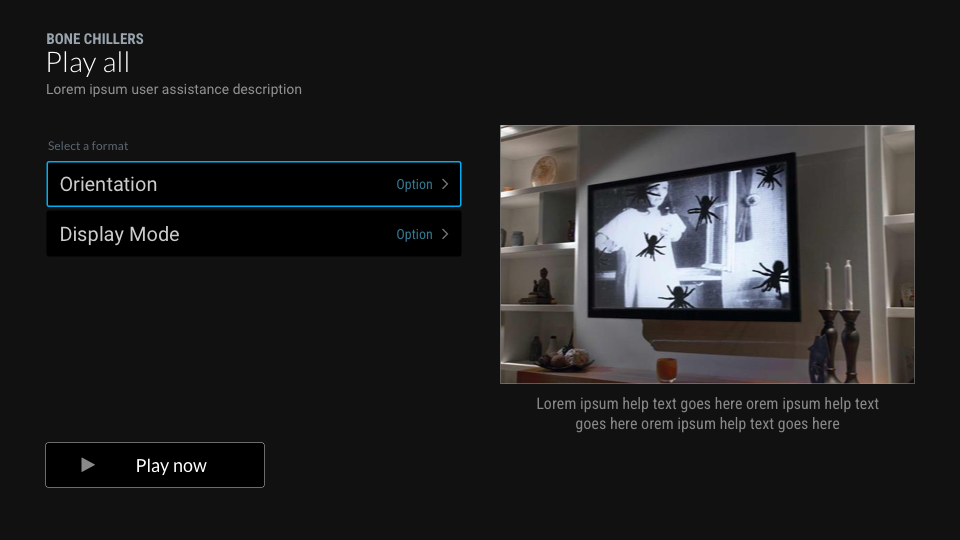 BONE CHILLERS
Play all
Lorem ipsum user assistance description
Select a format
Orientation Option
Display Mode Option
Lorem ipsum help text goes here orem ipsum help text
goes here orem ipsum help text goes here
Play now